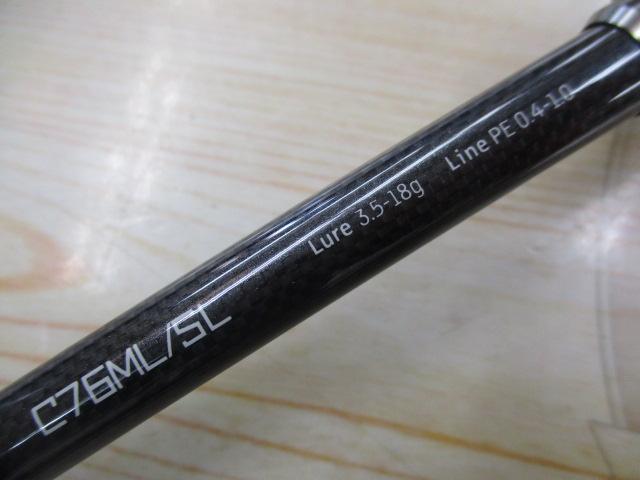 C76ML/SL
Lure 3.5-18g Line PE 0.4-1.0